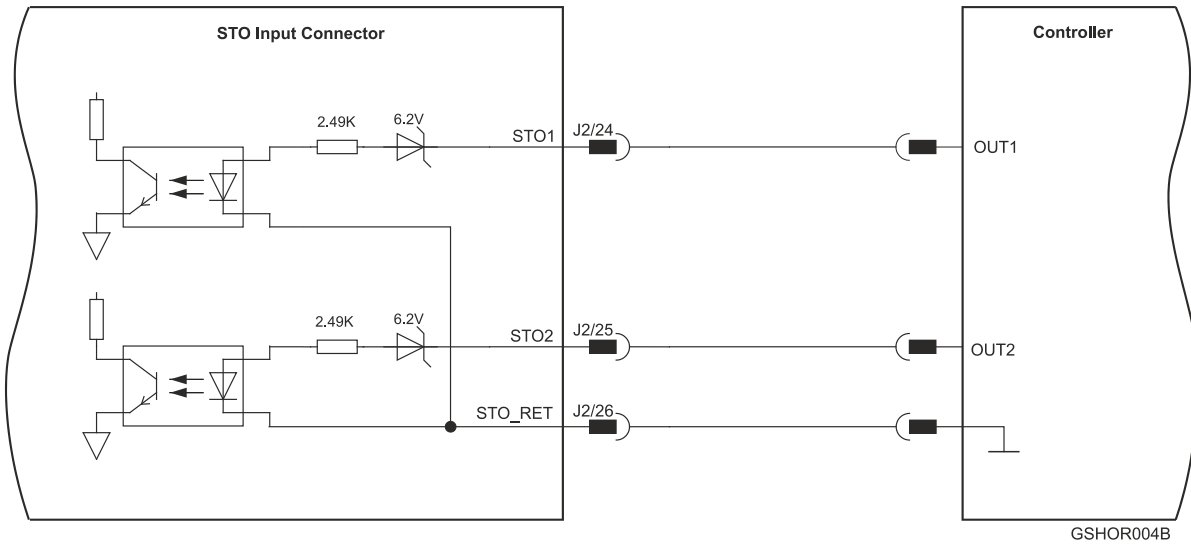 STO Input Connector
Controller
2.49K
6.2V
STO1
J2/24
OUT1
2.49K
6.2V
STO2
J2/25
OUT2
STO_RET
J2/26
GSHOR004B